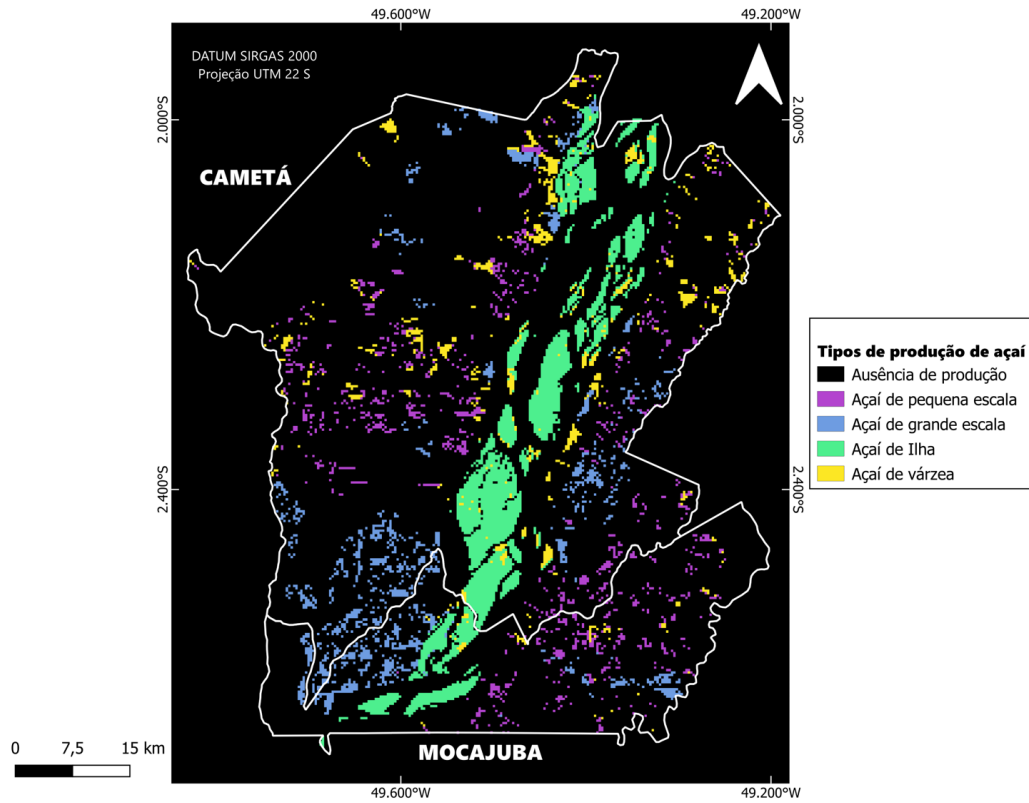 49.600°W
49.200°W
DATUM SIRGAS 2000
Projeção UTM 22 S
2.000°S
2.000°S
CAMETÁ
Tipos de produção de açaí
Ausência de produção
Açaí de pequena escala
Açaí de grande escala
Açaí de Ilha
Açaí de várzea
2.400°S
2.400°S
0 7,5 15 km
MOCAJUBA
49.600°W
49.200°W